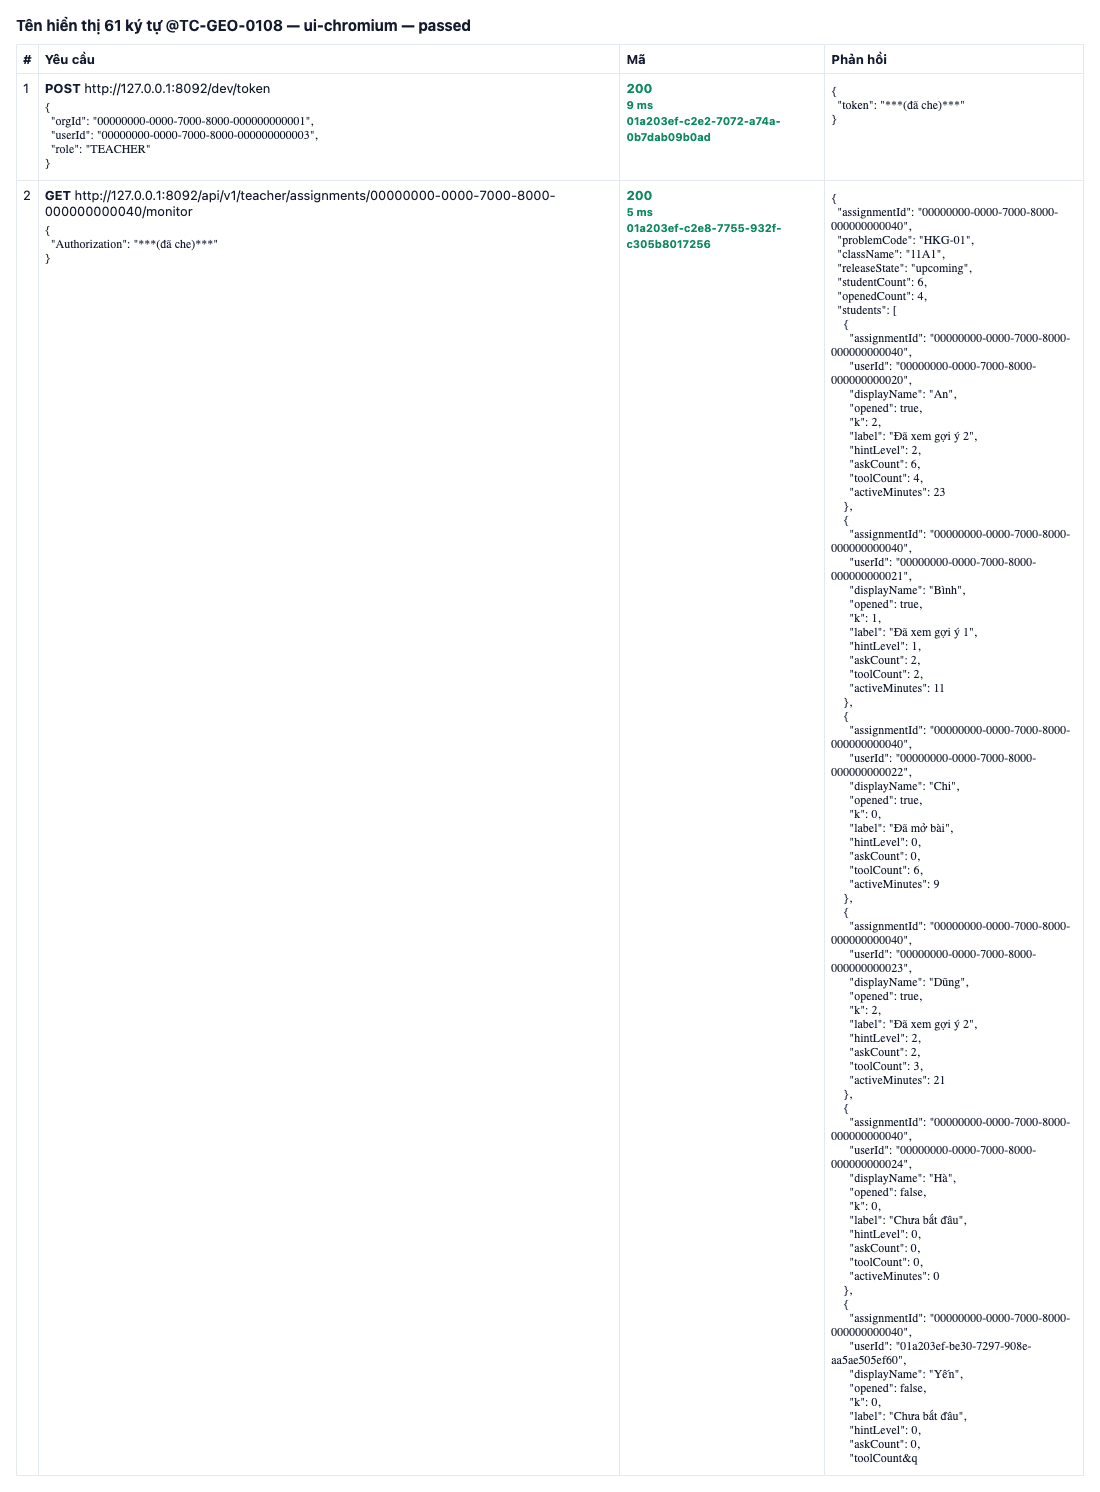 Tên hiển thị 61 ký tự @TC-GEO-0108 — ui-chromium — passed
# Yêu cầu Mã Phản hồi
1 POST http://127.0.0.1:8092/dev/token
{
"orgId": "00000000-0000-7000-8000-000000000001",
"userId": "00000000-0000-7000-8000-000000000003",
"role": "TEACHER"
}
200
9 ms
01a203ef-c2e2-7072-a74a-
0b7dab09b0ad
{
"token": "***(đã che)***"
}
2 GET http://127.0.0.1:8092/api/v1/teacher/assignments/00000000-0000-7000-8000-
000000000040/monitor
{
"Authorization": "***(đã che)***"
}
200
5 ms
01a203ef-c2e8-7755-932f-
c305b8017256
{
"assignmentId": "00000000-0000-7000-8000-
000000000040",
"problemCode": "HKG-01",
"className": "11A1",
"releaseState": "upcoming",
"studentCount": 6,
"openedCount": 4,
"students": [
{
"assignmentId": "00000000-0000-7000-8000-
000000000040",
"userId": "00000000-0000-7000-8000-
000000000020",
"displayName": "An",
"opened": true,
"k": 2,
"label": "Đã xem gợi ý 2",
"hintLevel": 2,
"askCount": 6,
"toolCount": 4,
"activeMinutes": 23
},
{
"assignmentId": "00000000-0000-7000-8000-
000000000040",
"userId": "00000000-0000-7000-8000-
000000000021",
"displayName": "Bình",
"opened": true,
"k": 1,
"label": "Đã xem gợi ý 1",
"hintLevel": 1,
"askCount": 2,
"toolCount": 2,
"activeMinutes": 11
},
{
"assignmentId": "00000000-0000-7000-8000-
000000000040",
"userId": "00000000-0000-7000-8000-
000000000022",
"displayName": "Chi",
"opened": true,
"k": 0,
"label": "Đã mở bài",
"hintLevel": 0,
"askCount": 0,
"toolCount": 6,
"activeMinutes": 9
},
{
"assignmentId": "00000000-0000-7000-8000-
000000000040",
"userId": "00000000-0000-7000-8000-
000000000023",
"displayName": "Dũng",
"opened": true,
"k": 2,
"label": "Đã xem gợi ý 2",
"hintLevel": 2,
"askCount": 2,
"toolCount": 3,
"activeMinutes": 21
},
{
"assignmentId": "00000000-0000-7000-8000-
000000000040",
"userId": "00000000-0000-7000-8000-
000000000024",
"displayName": "Hà",
"opened": false,
"k": 0,
"label": "Chưa bắt đầu",
"hintLevel": 0,
"askCount": 0,
"toolCount": 0,
"activeMinutes": 0
},
{
"assignmentId": "00000000-0000-7000-8000-
000000000040",
"userId": "01a203ef-be30-7297-908e-
aa5ae505ef60",
"displayName": "Yến",
"opened": false,
"k": 0,
"label": "Chưa bắt đầu",
"hintLevel": 0,
"askCount": 0,
"toolCount&q